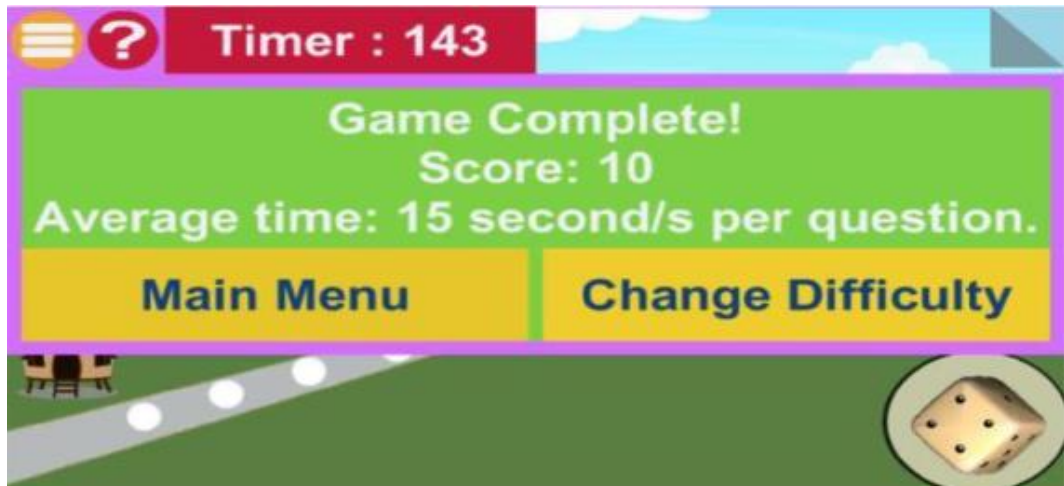 ? Timer : 143
Game Complete!
Score: 10
Average time: 15 second/s per question.
Main Menu Change Difficulty